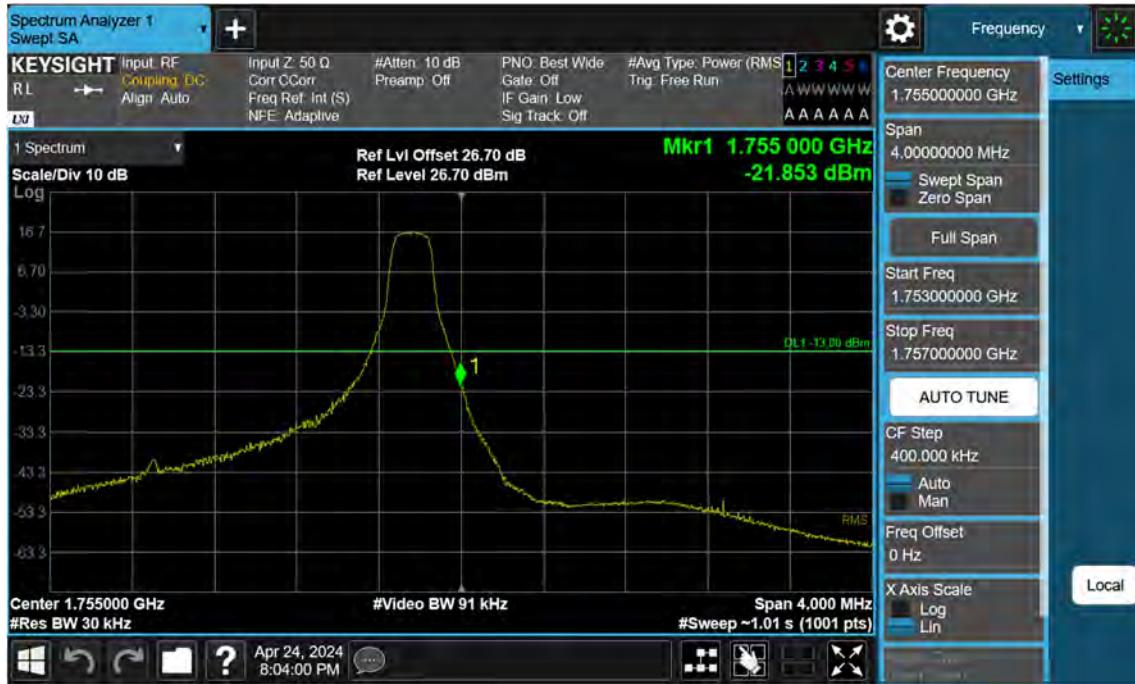 Spectrum Analyzer 1
Swept SA
+
Frequency
KEYSIGHT
RL
LXI
Input: RF
Coupling: DC
Align: Auto
Input Z: 50 Ω
Corr CCorr
Freq Ref: Int (S)
NFE: Adaptive
#Atten: 10 dB
Preamp: Off
PNO: Best Wide
Gate: Off
IF Gain: Low
Sig Track: Off
#Avg Type: Power (RMS
Trig: Free Run
1 2 3 4 5 6
A W W W W W
A A A A A A
1 Spectrum
Scale/Div 10 dB
Ref Lvl Offset 26.70 dB
Ref Level 26.70 dBm
Mkr1 1.755 000 GHz
-21.853 dBm
Log
16.7
6.70
-3.30
-13.3
-23.3
-33.3
-43.3
-53.3
-63.3
DL1 -13.00 dBm
1
RMS
Center 1.755000 GHz
#Video BW 91 kHz
Span 4.000 MHz
#Res BW 30 kHz
#Sweep ~1.01 s (1001 pts)
Center Frequency
1.755000000 GHz
Settings
Span
4.00000000 MHz
Swept Span
Zero Span
Full Span
Start Freq
1.753000000 GHz
Stop Freq
1.757000000 GHz
AUTO TUNE
CF Step
400.000 kHz
Auto
Man
Freq Offset
0 Hz
X Axis Scale
Log
Lin
Local
?
Apr 24, 2024
8:04:00 PM